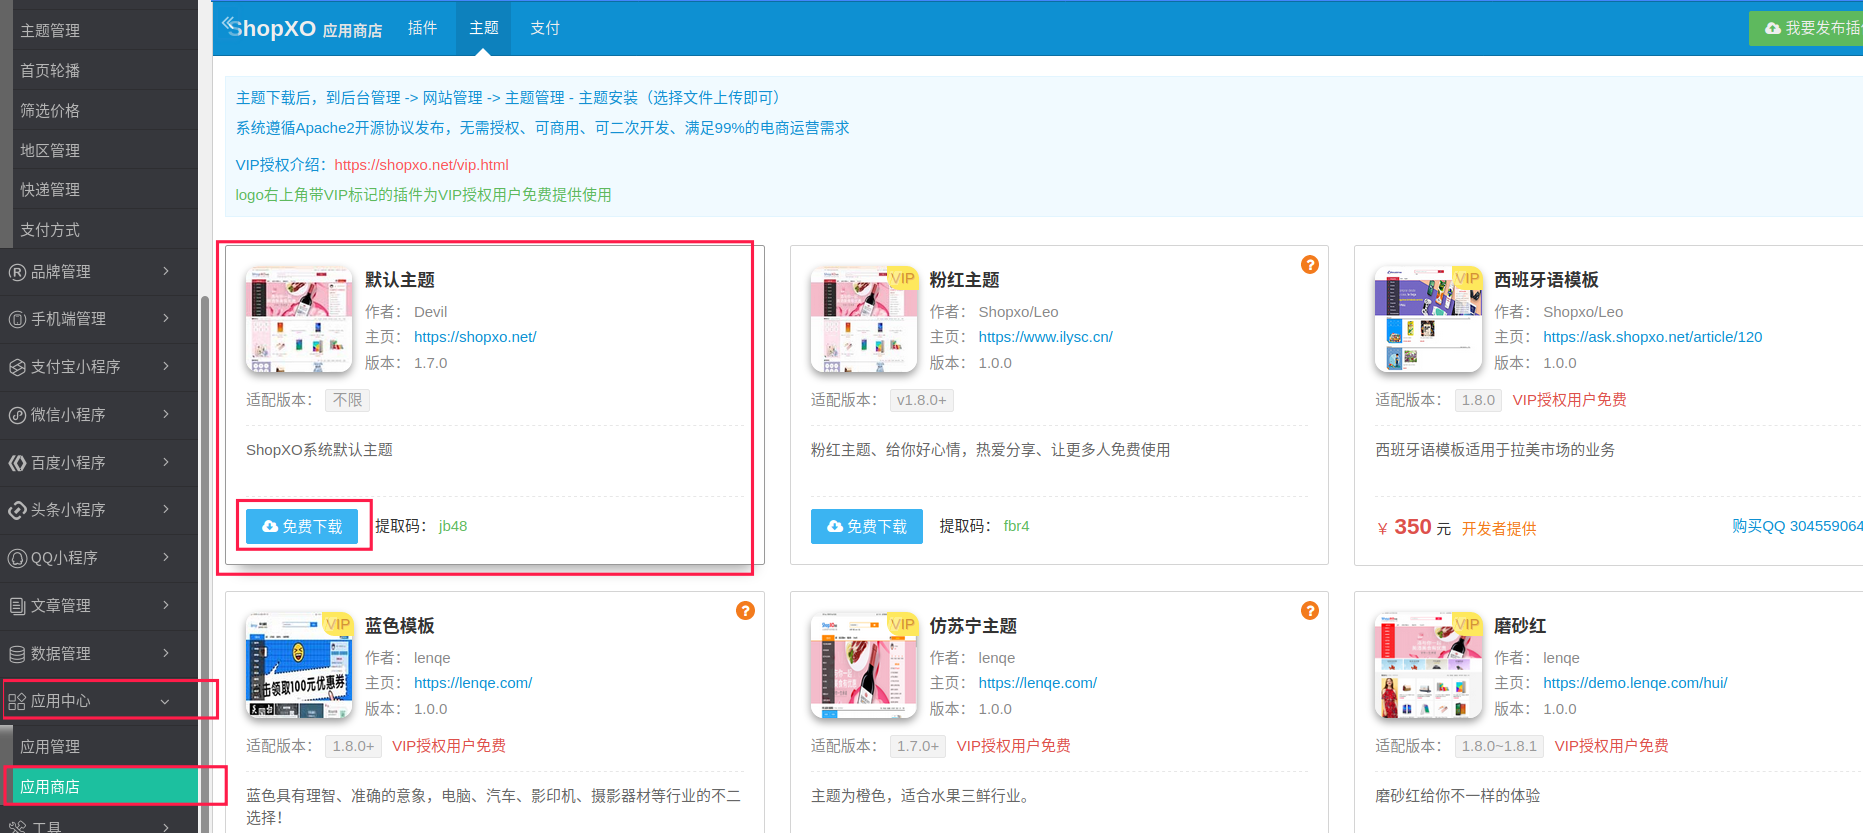 主题管理
首页轮播
筛选价格
地区管理
快递管理
支付方式
品牌管理
手机端管理
支付宝小程序
微信小程序
百度小程序
头条小程序
QQ小程序
文章管理
数据管理
应用中心
应用管理
应用商店
工具
ShopXO 应用商店 插件 主题 支付 我要发布插件
主题下载后，到后台管理 -> 网站管理 -> 主题管理 - 主题安装（选择文件上传即可）
系统遵循Apache2开源协议发布，无需授权、可商用、可二次开发、满足99%的电商运营需求
VIP授权介绍：https://shopxo.net/vip.html
logo右上角带VIP标记的插件为VIP授权用户免费提供使用
默认主题
作者： Devil
主页： https://shopxo.net/
版本： 1.7.0
适配版本： 不限
ShopXO系统默认主题
免费下载 提取码： jb48
VIP
粉红主题
作者： Shopxo/Leo
主页： https://www.ilysc.cn/
版本： 1.0.0
适配版本： v1.8.0+
粉红主题、给你好心情，热爱分享、让更多人免费使用
免费下载 提取码： fbr4
VIP
西班牙语模板
作者： Shopxo/Leo
主页： https://ask.shopxo.net/article/120
版本： 1.0.0
适配版本： 1.8.0 VIP授权用户免费
西班牙语模板适用于拉美市场的业务
￥ 350 元 开发者提供 购买QQ 304559064
VIP
击领取100元优惠券
蓝色模板
作者： lenqe
主页： https://lenqe.com/
版本： 1.0.0
适配版本： 1.8.0+ VIP授权用户免费
蓝色具有理智、准确的意象，电脑、汽车、影印机、摄影器材等行业的不二
选择！
VIP
仿苏宁主题
作者： lenqe
主页： https://lenqe.com/
版本： 1.0.0
适配版本： 1.7.0+ VIP授权用户免费
主题为橙色，适合水果三鲜行业。
VIP
磨砂红
作者： lenqe
主页： https://demo.lenqe.com/hui/
版本： 1.0.0
适配版本： 1.8.0~1.8.1 VIP授权用户免费
磨砂红给你不一样的体验